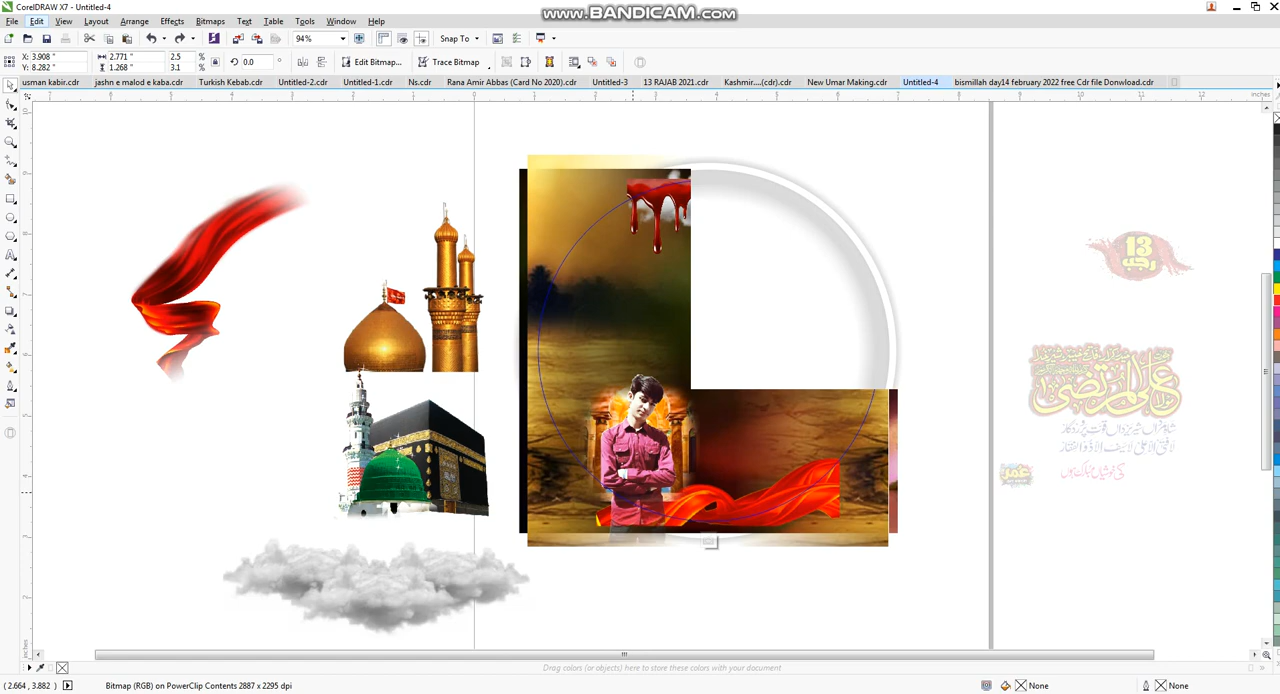 CorelDRAW X7 - Untitled-4
www.BANDICAM.com
File Edit View Layout Arrange Effects Bitmaps Text Table Tools Window Help
94% Snap To
X: 3.908 " 2.771 " 2.5 % 0.0 ° Edit Bitmap... Trace Bitmap
Y: 8.282 " 1.268 " 3.1 %
usman kabir.cdr jashn e malod e kaba.cdr Turkish Kebab.cdr Untitled-2.cdr Untitled-1.cdr Ns.cdr Rana Amir Abbas (Card No 2020).cdr Untitled-3 13 RAJAB 2021.cdr Kashmir....(cdr).cdr New Umar Making.cdr Untitled-4 bismillah day14 february 2022 free Cdr file Donwload.cdr
inches
13
رجب
کی خوشیاں مبارک ہوں
Drag colors (or objects) here to store these colors with your document
( 2.664 , 3.882 ) Bitmap (RGB) on PowerClip Contents 2887 x 2295 dpi None None